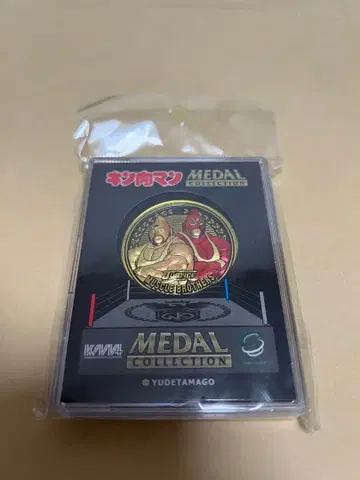 キン肉マン MEDAL
COLLECTION
MUSCLE BROTHERS
MEDAL
COLLECTION
© YUDETAMAGO